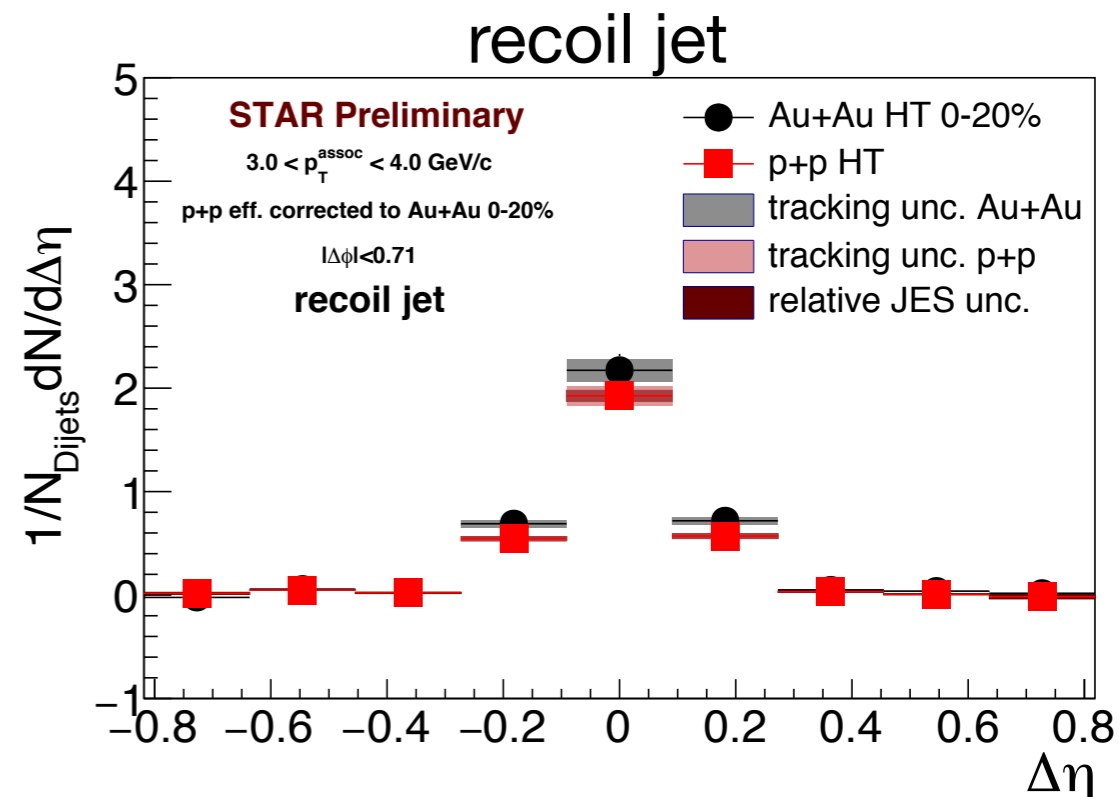 recoil jet
STAR Preliminary
3.0 < p_T^assoc < 4.0 GeV/c
p+p eff. corrected to Au+Au 0-20%
|Δϕ|<0.71
recoil jet
Au+Au HT 0-20%
p+p HT
tracking unc. Au+Au
tracking unc. p+p
relative JES unc.
1/N_Dijets dN/dΔη
5
4
3
2
1
0
−1
−0.8 −0.6 −0.4 −0.2 0 0.2 0.4 0.6 0.8
Δη